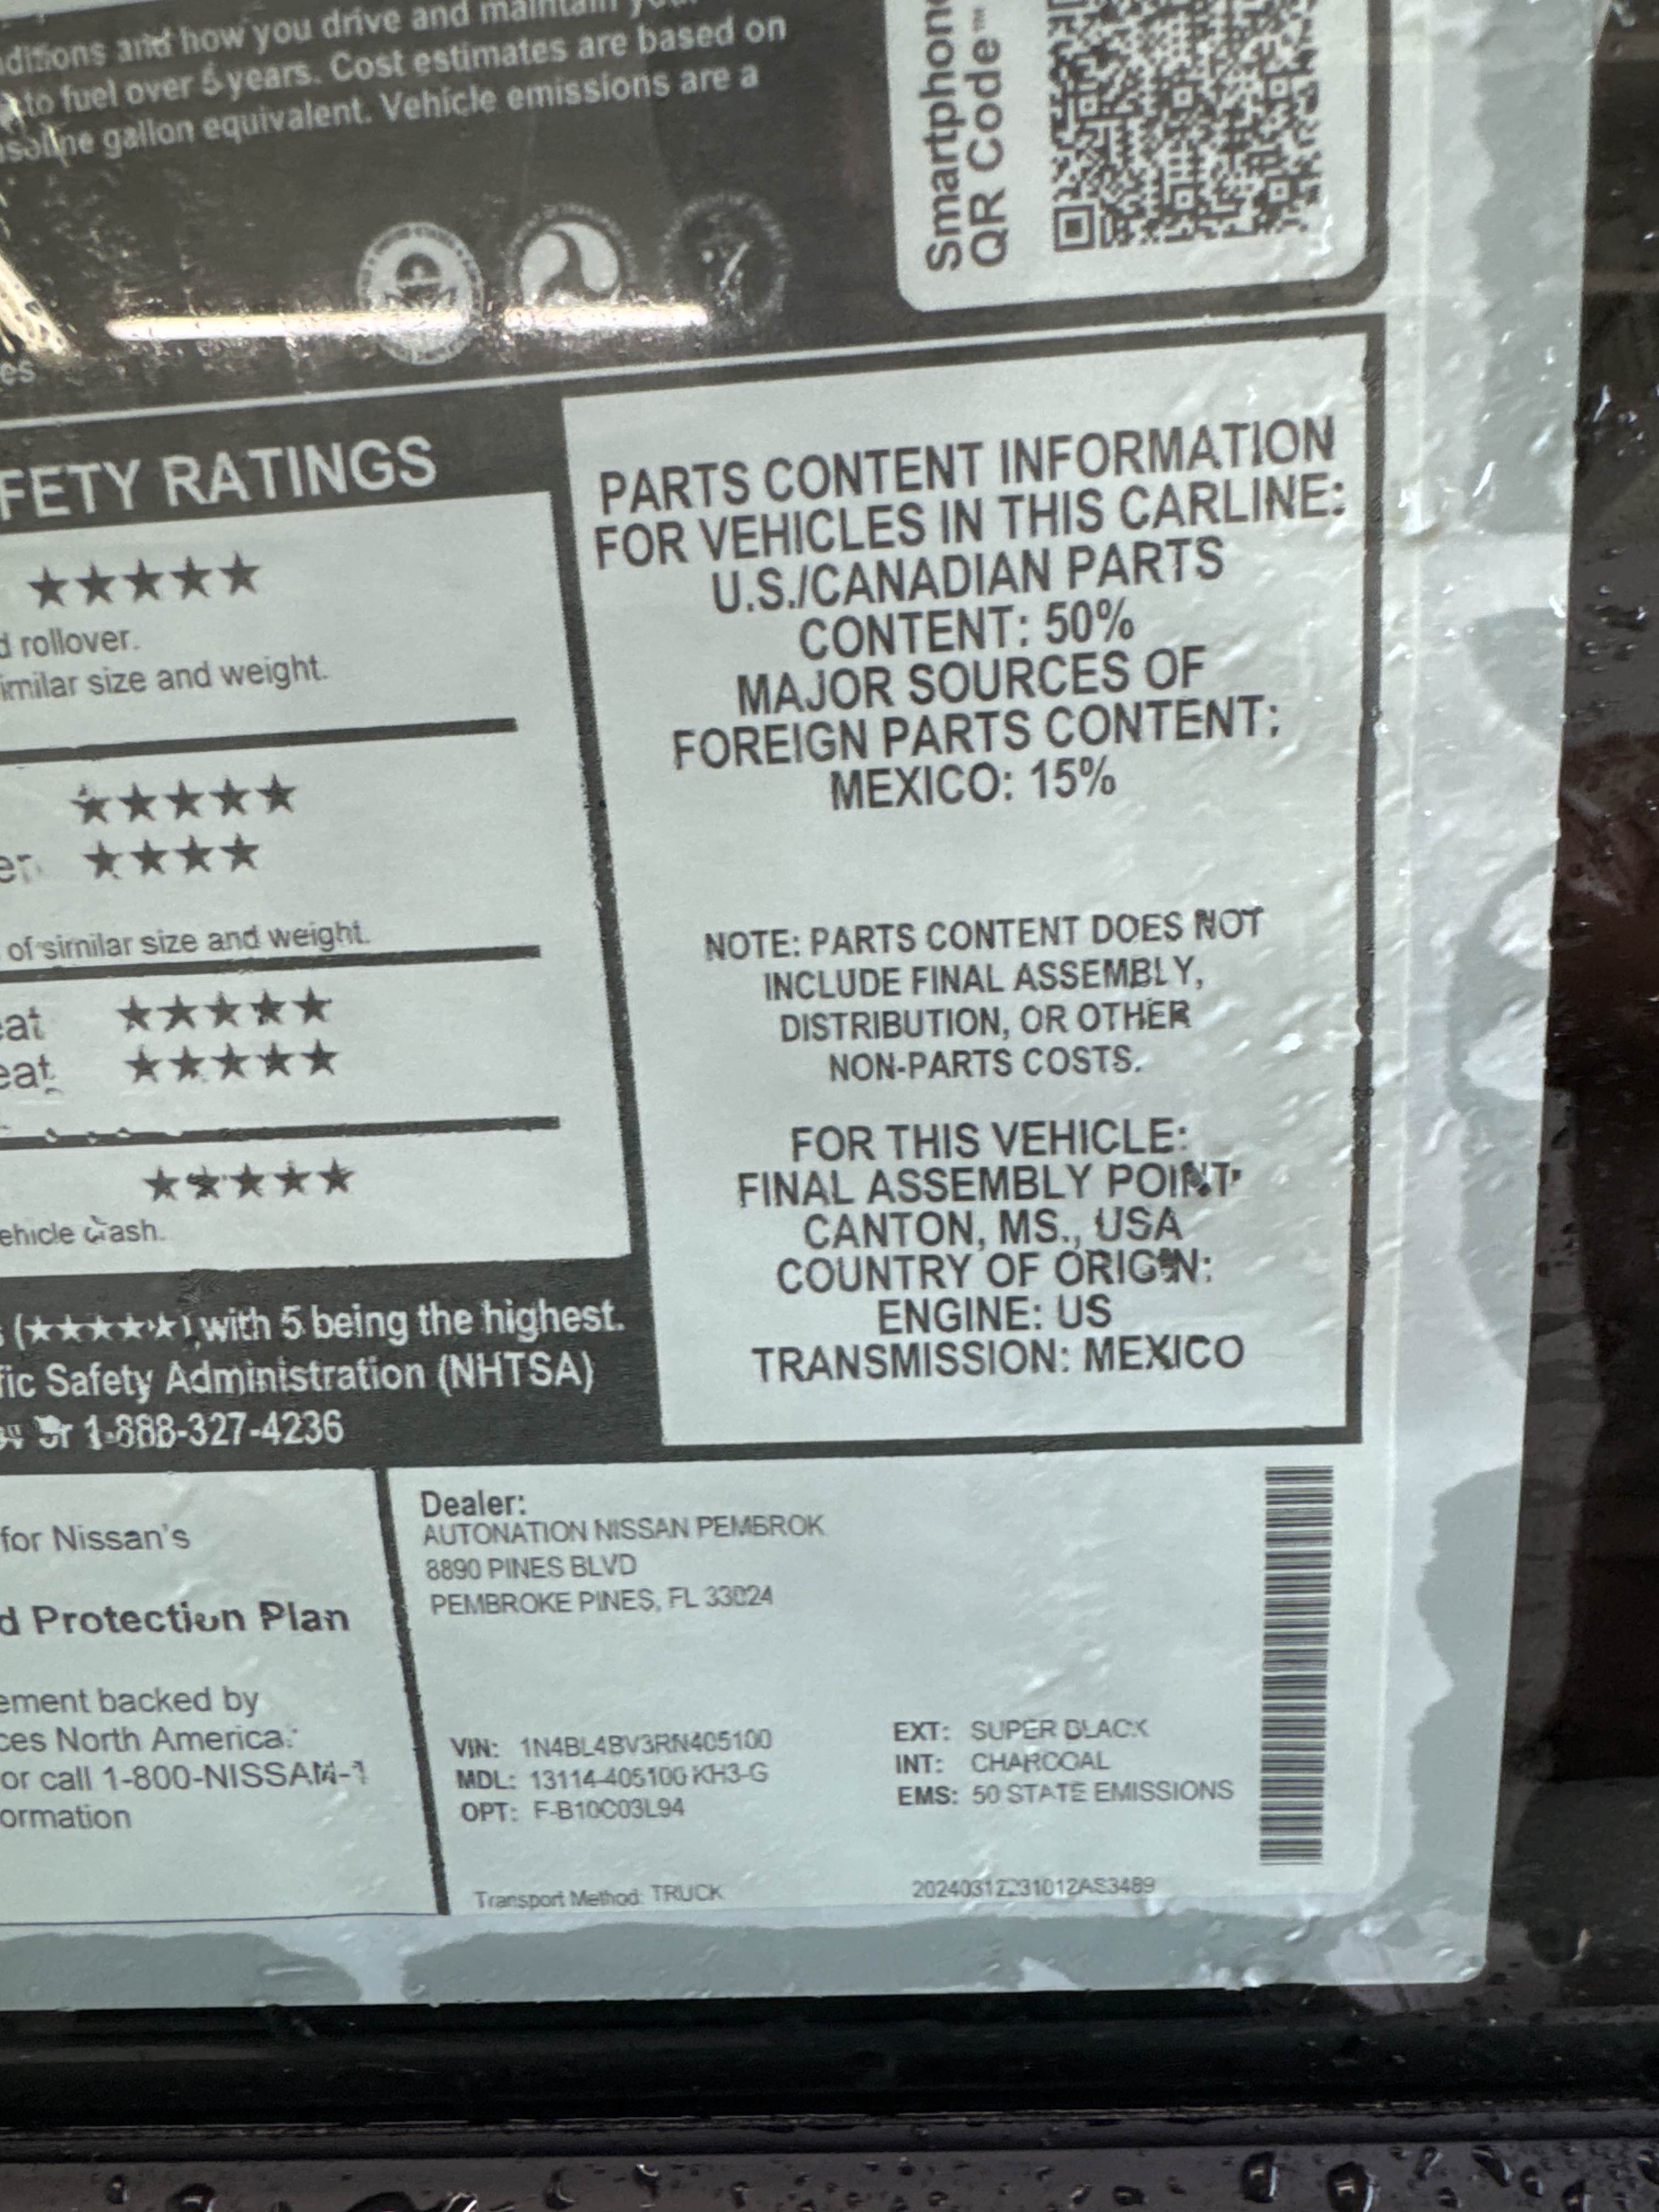 ditions and how you drive and maintain
to fuel over 5 years. Cost estimates are based on
gallon equivalent. Vehicle emissions are a
Smartphone
QR Code™
es
FETY RATINGS
★★★★★
d rollover.
imilar size and weight.
★★★★★
er ★★★★
of similar size and weight.
eat ★★★★★
eat ★★★★★
★★★★★
ehicle crash.
s (★★★★★) with 5 being the highest.
fic Safety Administration (NHTSA)
or 1-888-327-4236
PARTS CONTENT INFORMATION
FOR VEHICLES IN THIS CARLINE:
U.S./CANADIAN PARTS
CONTENT: 50%
MAJOR SOURCES OF
FOREIGN PARTS CONTENT:
MEXICO: 15%
NOTE: PARTS CONTENT DOES NOT
INCLUDE FINAL ASSEMBLY,
DISTRIBUTION, OR OTHER
NON-PARTS COSTS.
FOR THIS VEHICLE:
FINAL ASSEMBLY POINT:
CANTON, MS., USA
COUNTRY OF ORIGIN:
ENGINE: US
TRANSMISSION: MEXICO
for Nissan's
d Protection Plan
ement backed by
ces North America.
or call 1-800-NISSAN-1
ormation
Dealer:
AUTONATION NISSAN PEMBROK
8890 PINES BLVD
PEMBROKE PINES, FL 33024
VIN: 1N4BL4BV3RN405100
MDL: 13114-405100 KH3-G
OPT: F-B10C03L94
EXT: SUPER BLACK
INT: CHARCOAL
EMS: 50 STATE EMISSIONS
Transport Method: TRUCK